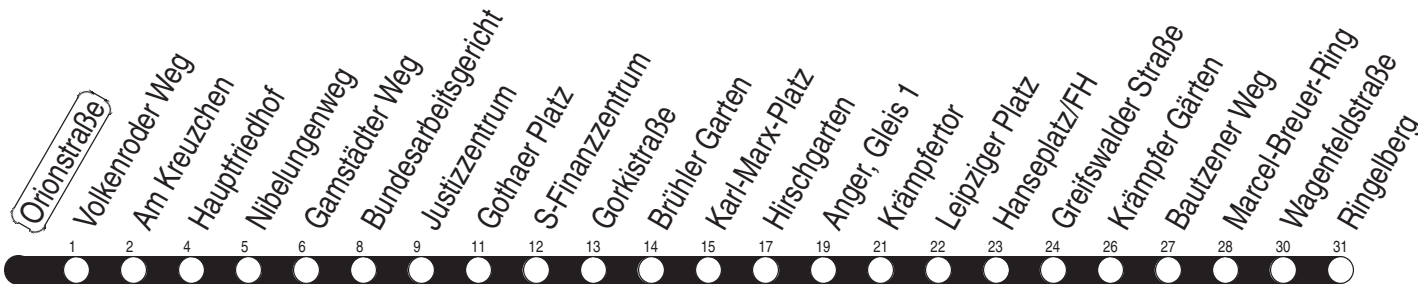 Orionstraße
Volkenroder Weg
Am Kreuzchen
Hauptfriedhof
Nibelungenweg
Gamstädter Weg
Bundesarbeitsgericht
Justizzentrum
Gothaer Platz
S-Finanzzentrum
Gorkistraße
Brühler Garten
Karl-Marx-Platz
Hirschgarten
Anger, Gleis 1
Krämpfertor
Leipziger Platz
Hanseplatz/FH
Greifswalder Straße
Krämpfer Gärten
Bautzener Weg
Marcel-Breuer-Ring
Wagenfeldstraße
Ringelberg
1 2 4 5 6 8 9 11 12 13 14 15 17 19 21 22 23 24 26 27 28 30 31